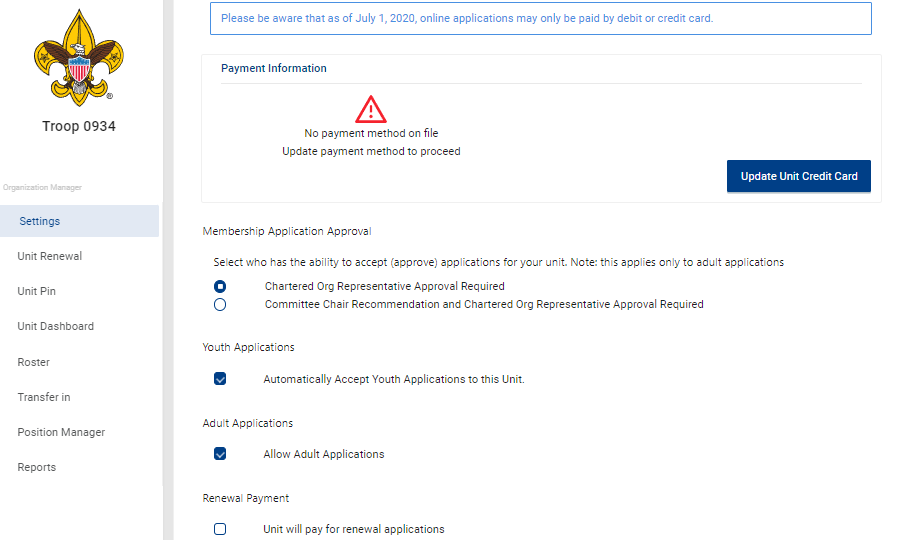 Troop 0934
Organization Manager
Settings
Unit Renewal
Unit Pin
Unit Dashboard
Roster
Transfer in
Position Manager
Reports
Please be aware that as of July 1, 2020, online applications may only be paid by debit or credit card.
Payment Information
No payment method on file
Update payment method to proceed
Update Unit Credit Card
Membership Application Approval
Select who has the ability to accept (approve) applications for your unit. Note: this applies only to adult applications
Chartered Org Representative Approval Required
Committee Chair Recommendation and Chartered Org Representative Approval Required
Youth Applications
Automatically Accept Youth Applications to this Unit.
Adult Applications
Allow Adult Applications
Renewal Payment
Unit will pay for renewal applications